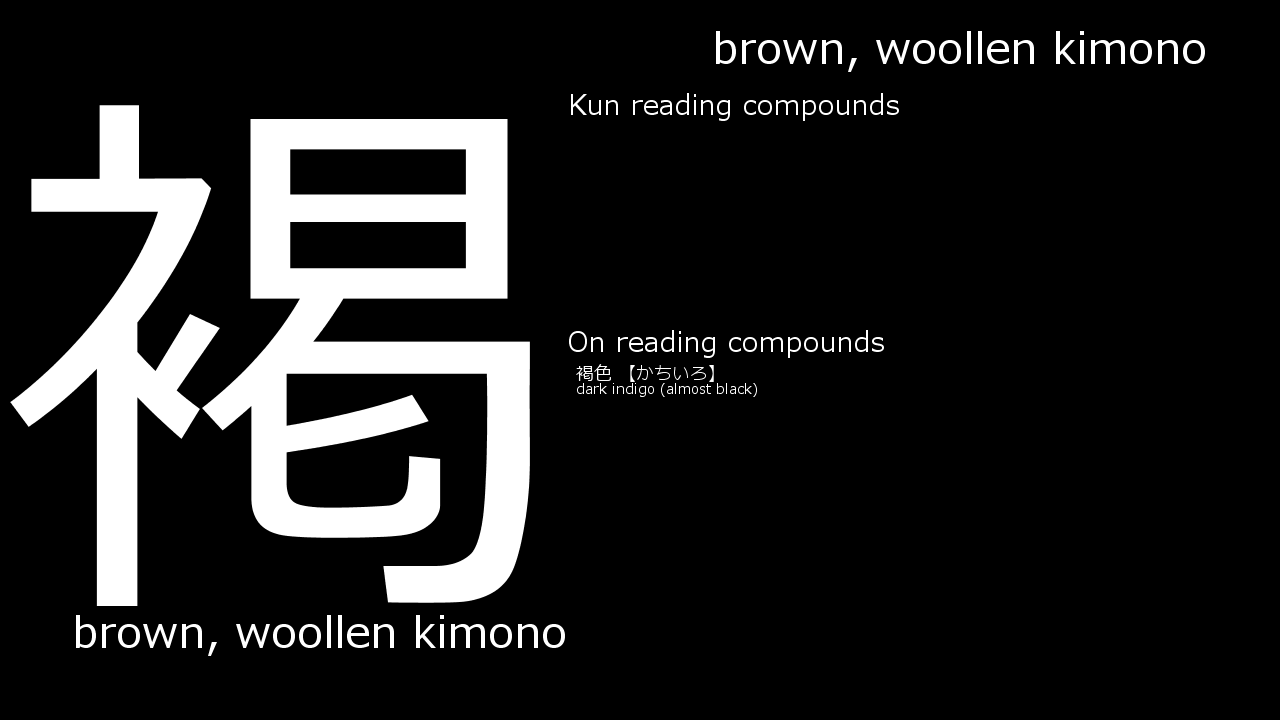 brown, woollen kimono
Kun reading compounds
褐
On reading compounds
褐色 【かちいろ】
dark indigo (almost black)
brown, woollen kimono